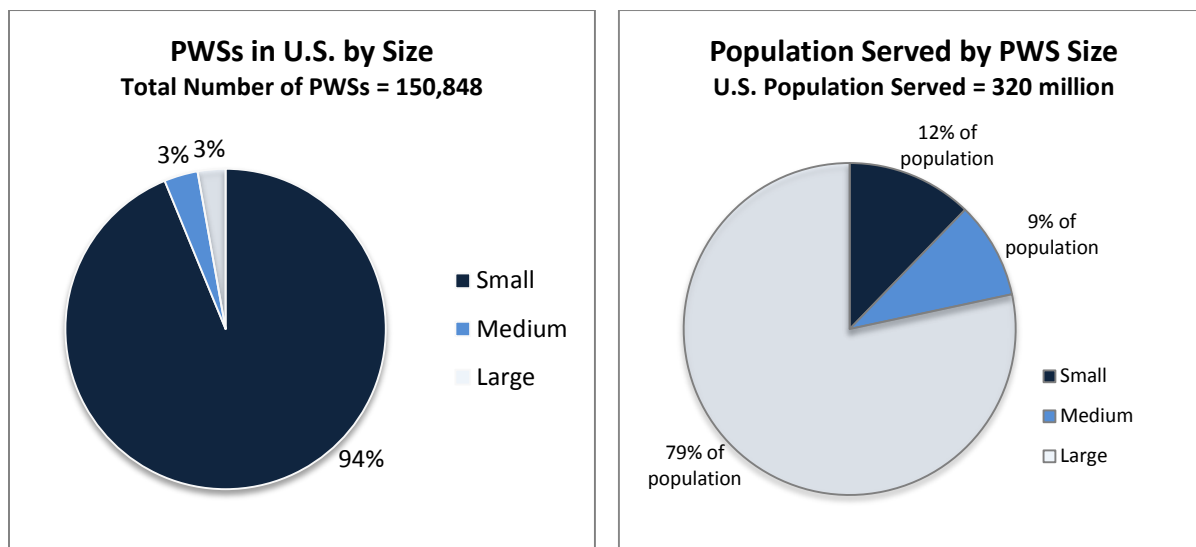 PWSs in U.S. by Size
Total Number of PWSs = 150,848
3%
3%
Small
Medium
Large
94%
Population Served by PWS Size
U.S. Population Served = 320 million
12% of
population
9% of
population
Small
Medium
Large
79% of
population